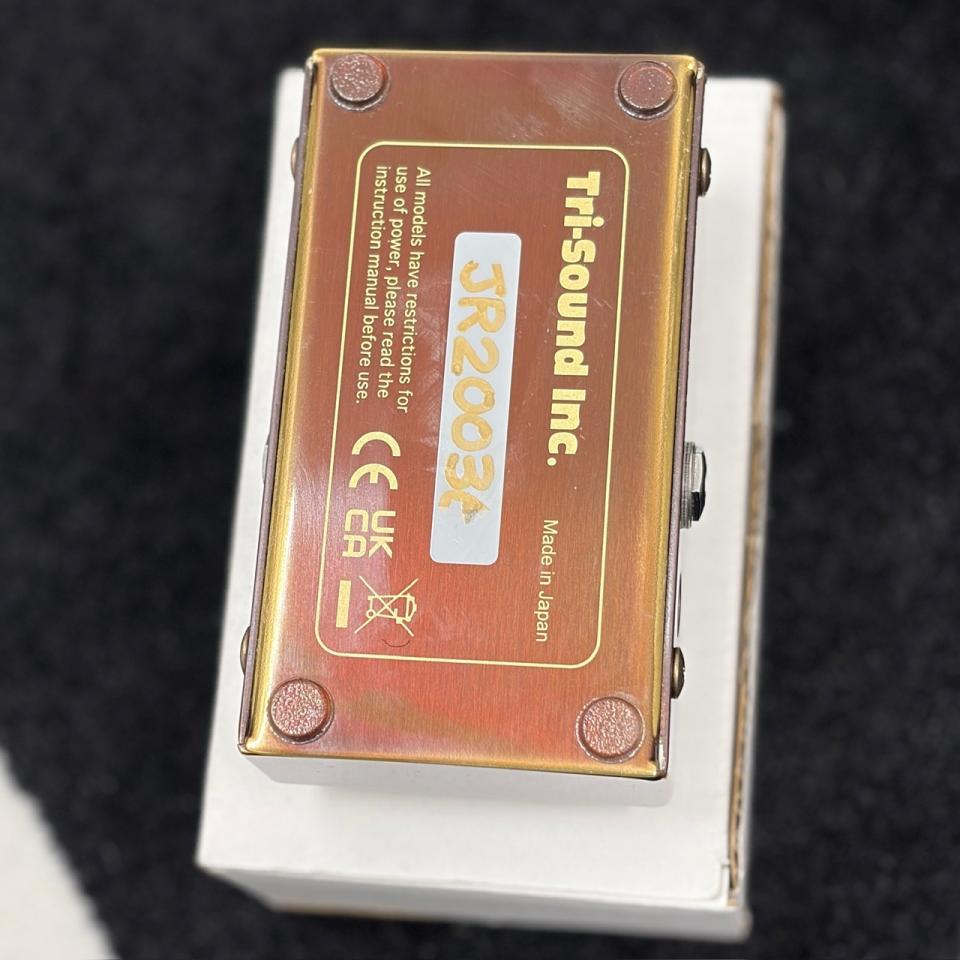 Tri-Sound Inc.
Made in Japan
All models have restrictions for
use of power, please read the
instruction manual before use.
CE
UK
CA